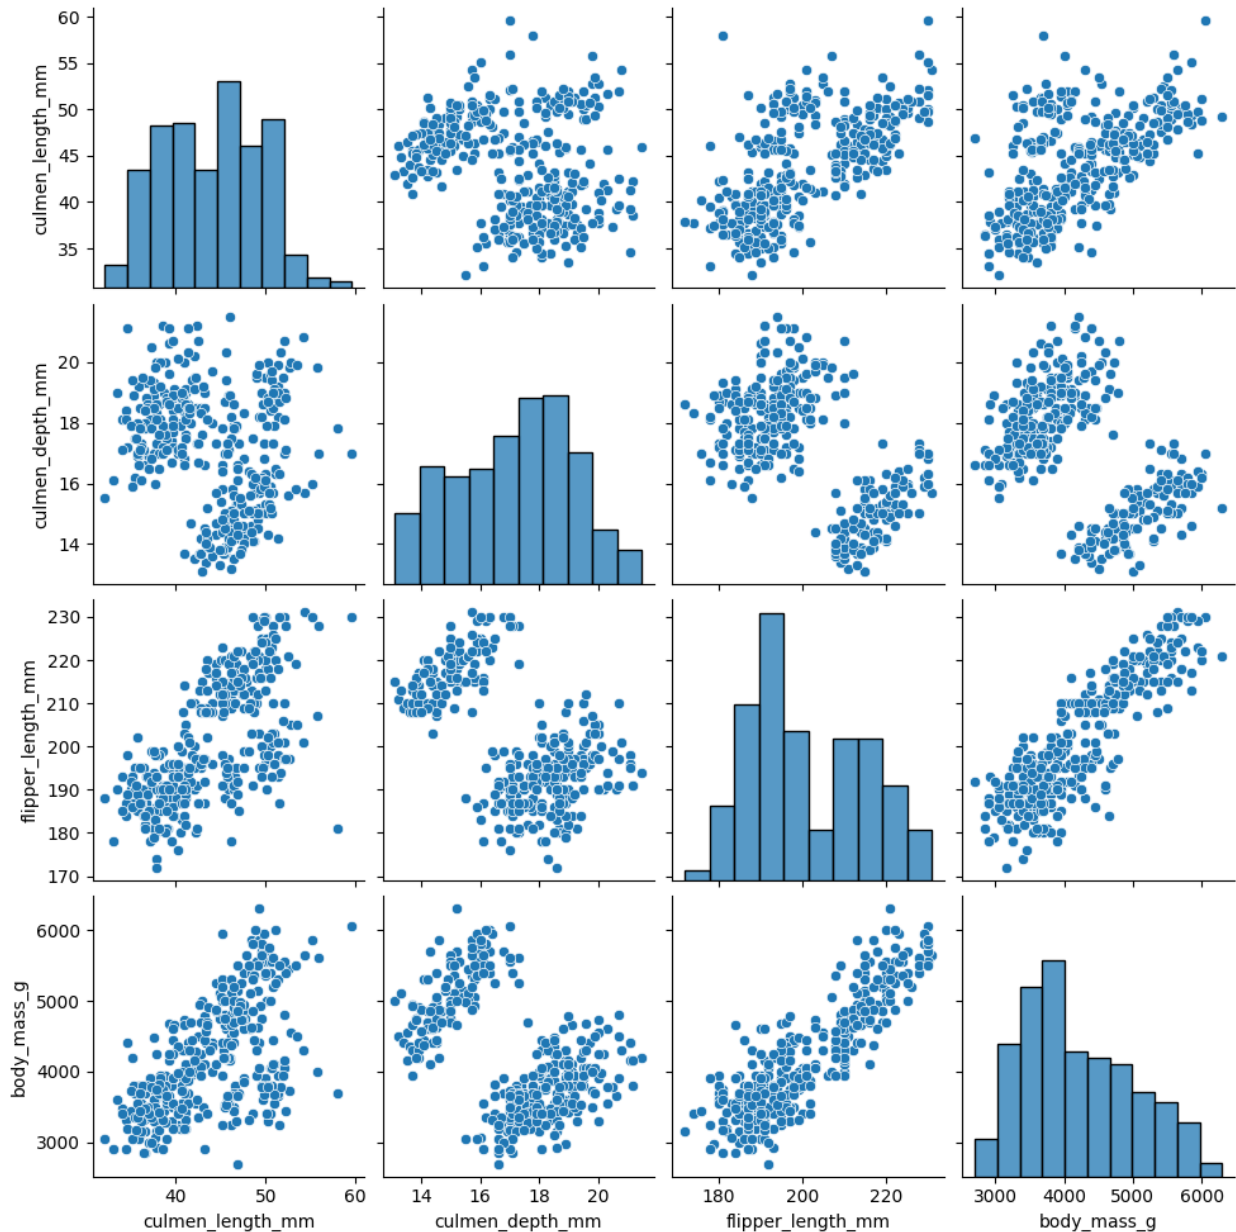 60
55
50
45
40
35
culmen_length_mm
20
18
16
14
culmen_depth_mm
230
220
210
200
190
180
170
flipper_length_mm
6000
5000
4000
3000
body_mass_g
40 50 60
14 16 18 20
180 200 220
3000 4000 5000 6000
culmen_length_mm
culmen_depth_mm
flipper_length_mm
body_mass_g